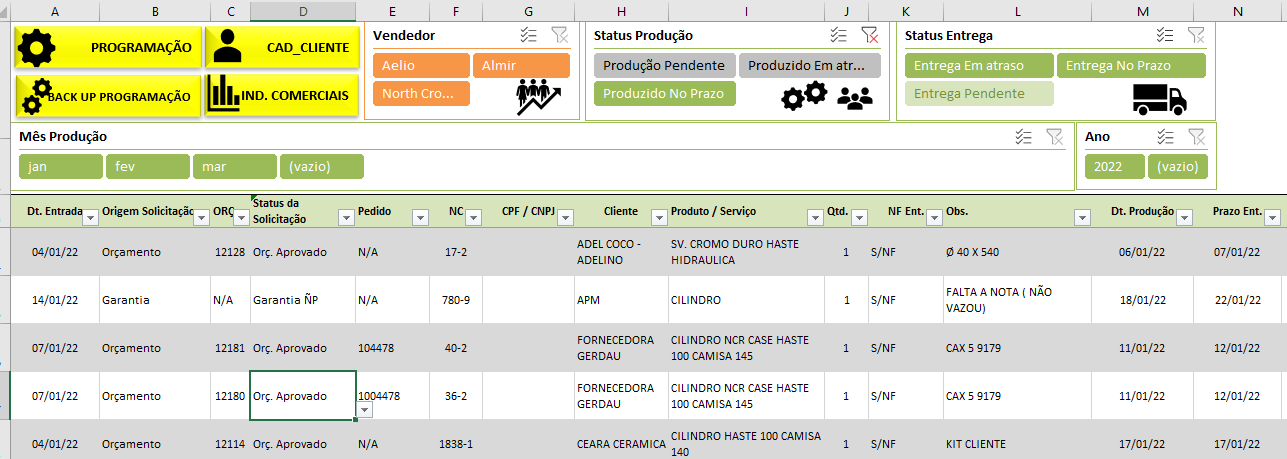 A B C D E F G H I J K L M N
PROGRAMAÇÃO
CAD_CLIENTE
BACK UP PROGRAMAÇÃO
IND. COMERCIAIS
Vendedor
Aelio Almir
North Cro...
Status Produção
Produção Pendente Produzido Em atr...
Produzido No Prazo
Status Entrega
Entrega Em atraso Entrega No Prazo
Entrega Pendente
Mês Produção
jan fev mar (vazio)
Ano
2022 (vazio)
Dt. Entrada Origem Solicitação ORÇ Status da Solicitação Pedido NC CPF / CNPJ Cliente Produto / Serviço Qtd. NF Ent. Obs. Dt. Produção Prazo Ent.
04/01/22 Orçamento 12128 Orç. Aprovado N/A 17-2 ADEL COCO - ADELINO SV. CROMO DURO HASTE HIDRAULICA 1 S/NF Ø 40 X 540 06/01/22 07/01/22
14/01/22 Garantia N/A Garantia ÑP N/A 780-9 APM CILINDRO 1 S/NF FALTA A NOTA ( NÃO VAZOU) 18/01/22 22/01/22
07/01/22 Orçamento 12181 Orç. Aprovado 104478 40-2 FORNECEDORA GERDAU CILINDRO NCR CASE HASTE 100 CAMISA 145 1 S/NF CAX 5 9179 11/01/22 12/01/22
07/01/22 Orçamento 12180 Orç. Aprovado 1004478 36-2 FORNECEDORA GERDAU CILINDRO NCR CASE HASTE 100 CAMISA 145 1 S/NF CAX 5 9179 11/01/22 12/01/22
04/01/22 Orçamento 12114 Orç. Aprovado N/A 1838-1 CEARA CERAMICA CILINDRO HASTE 100 CAMISA 140 1 S/NF KIT CLIENTE 17/01/22 17/01/22